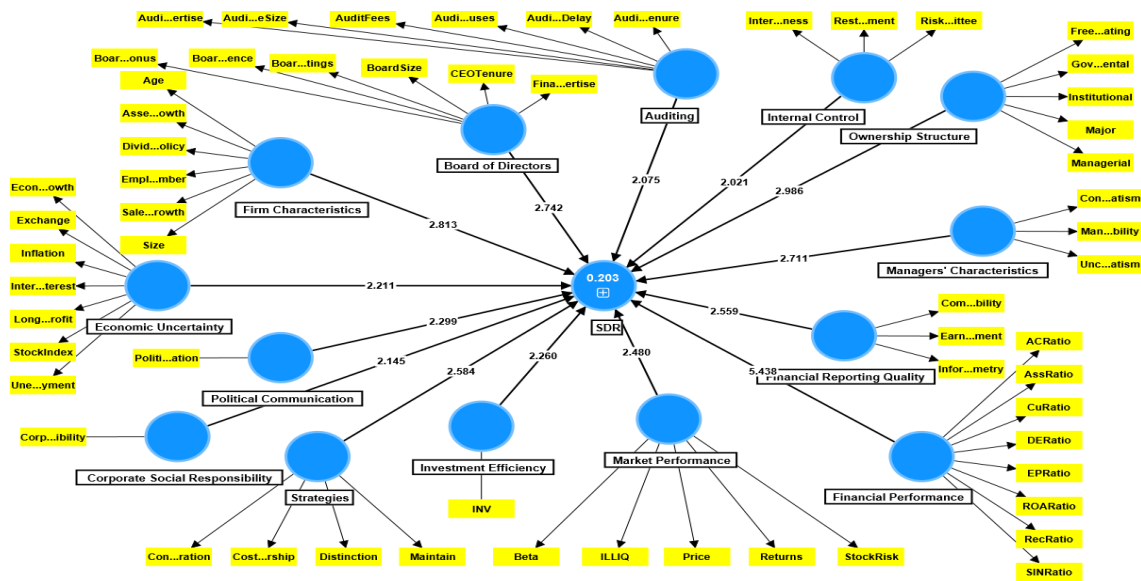 Audi...ertise
Audi...eSize
AuditFees
Audi...uses
Audi...Delay
Audi...enure
Auditing
Inter...ness
Rest...ment
Risk...ittee
Internal Control
Free...ating
Gov...ental
Institutional
Major
Managerial
Ownership Structure
Boar...onus
Boar...ence
Boar...tings
BoardSize
CEOTenure
Fina...ertise
Board of Directors
Age
Asse...owth
Divid...olicy
Empl...mber
Sale...rowth
Size
Firm Characteristics
Con...atism
Man...bility
Unc...atism
Managers' Characteristics
Econ...owth
Exchange
Inflation
Inter...terest
Long...rofit
StockIndex
Une...yment
Economic Uncertainty
2.075
2.021
2.986
2.742
2.813
2.711
2.211
0.203
SDR
2.299
2.145
2.584
2.260
2.480
2.559
5.438
Politi...ation
Political Communication
Com...bility
Earn...ment
Infor...metry
Financial Reporting Quality
Corp...ibility
Corporate Social Responsibility
Strategies
Con...ration
Cost...rship
Distinction
Maintain
Investment Efficiency
INV
Market Performance
Beta
ILLIQ
Price
Returns
StockRisk
ACRatio
AssRatio
CuRatio
DERatio
EPRatio
ROARatio
RecRatio
SINRatio
Financial Performance